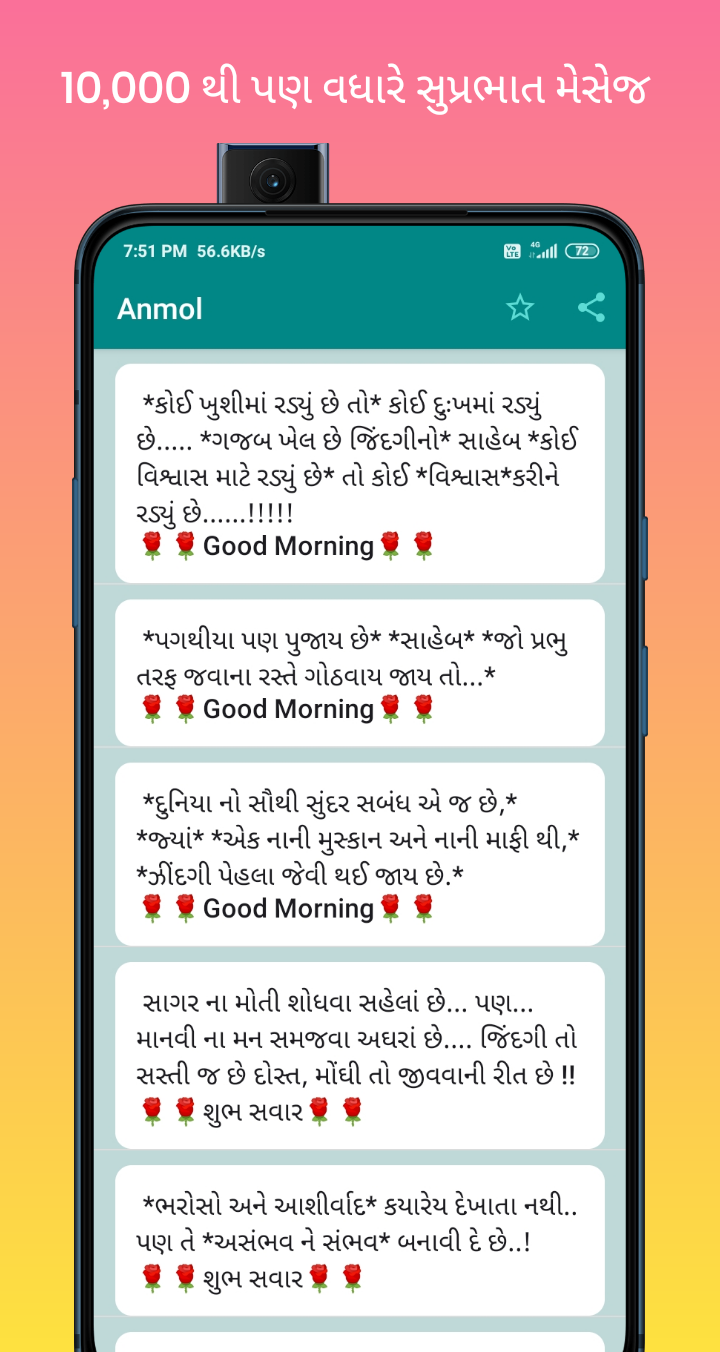 10,000 થી પણ વધારે સુપ્રભાત મેસેજ
7:51 PM 56.6KB/s
Vo LTE 4G 72
Anmol
*કોઈ ખુશીમાં રડ્યું છે તો* કોઈ દુઃખમાં રડ્યું
છે..... *ગજબ ખેલ છે જિંદગીનો* સાહેબ *કોઈ
વિશ્વાસ માટે રડ્યું છે* તો કોઈ *વિશ્વાસ*કરીને
રડ્યું છે......!!!!!
🌹 🌹Good Morning🌹 🌹
*પગથીયા પણ પુજાય છે* *સાહેબ* *જો પ્રભુ
તરફ જવાના રસ્તે ગોઠવાય જાય તો...*
🌹 🌹Good Morning🌹 🌹
*દુનિયા નો સૌથી સુંદર સબંધ એ જ છે,*
*જ્યાં* *એક નાની મુસ્કાન અને નાની માફી થી,*
*ઝીંદગી પેહલા જેવી થઈ જાય છે.*
🌹 🌹Good Morning🌹 🌹
સાગર ના મોતી શોધવા સહેલાં છે... પણ...
માનવી ના મન સમજવા અઘરાં છે.... જિંદગી તો
સસ્તી જ છે દોસ્ત, મોંઘી તો જીવવાની રીત છે !!
🌹 🌹શુભ સવાર🌹 🌹
*ભરોસો અને આશીર્વાદ* કયારેય દેખાતા નથી..
પણ તે *અસંભવ ને સંભવ* બનાવી દે છે..!
🌹 🌹શુભ સવાર🌹 🌹